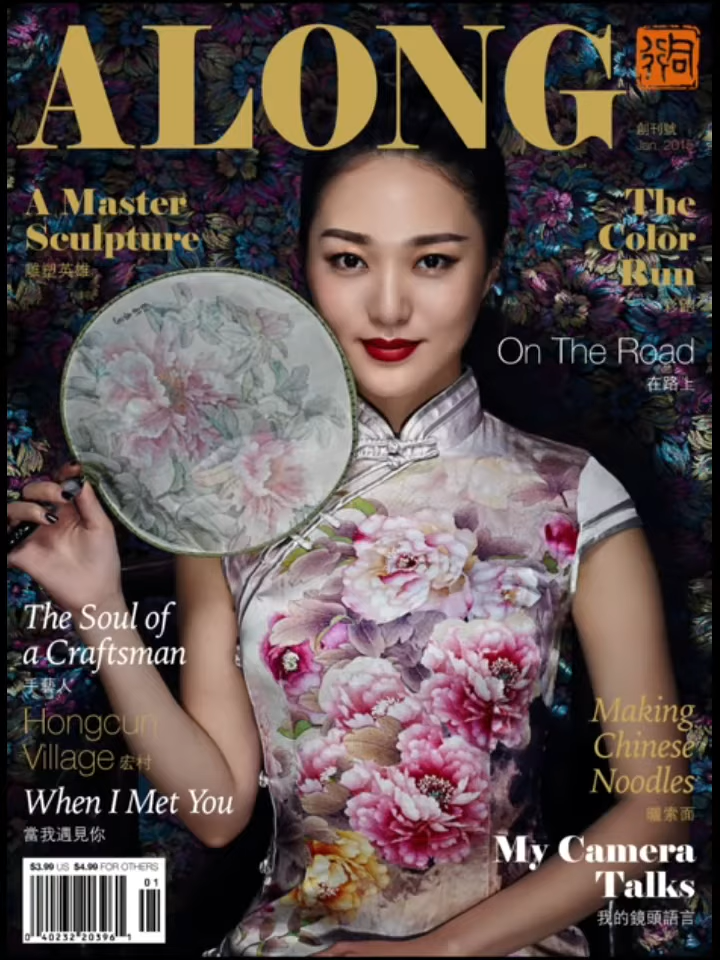 ALONG
創刊號
A Master
Sculpture
雕塑英雄
The
Color
Run
彩跑
On The Road
在路上
The Soul of
a Craftsman
手藝人
Hongcun
Village 宏村
When I Met You
當我遇見你
Making
Chinese
Noodles
曬索面
My Camera
Talks
我的鏡頭語言
$3.99 US $4.99 FOR OTHERS
01
0 40232 20396 1